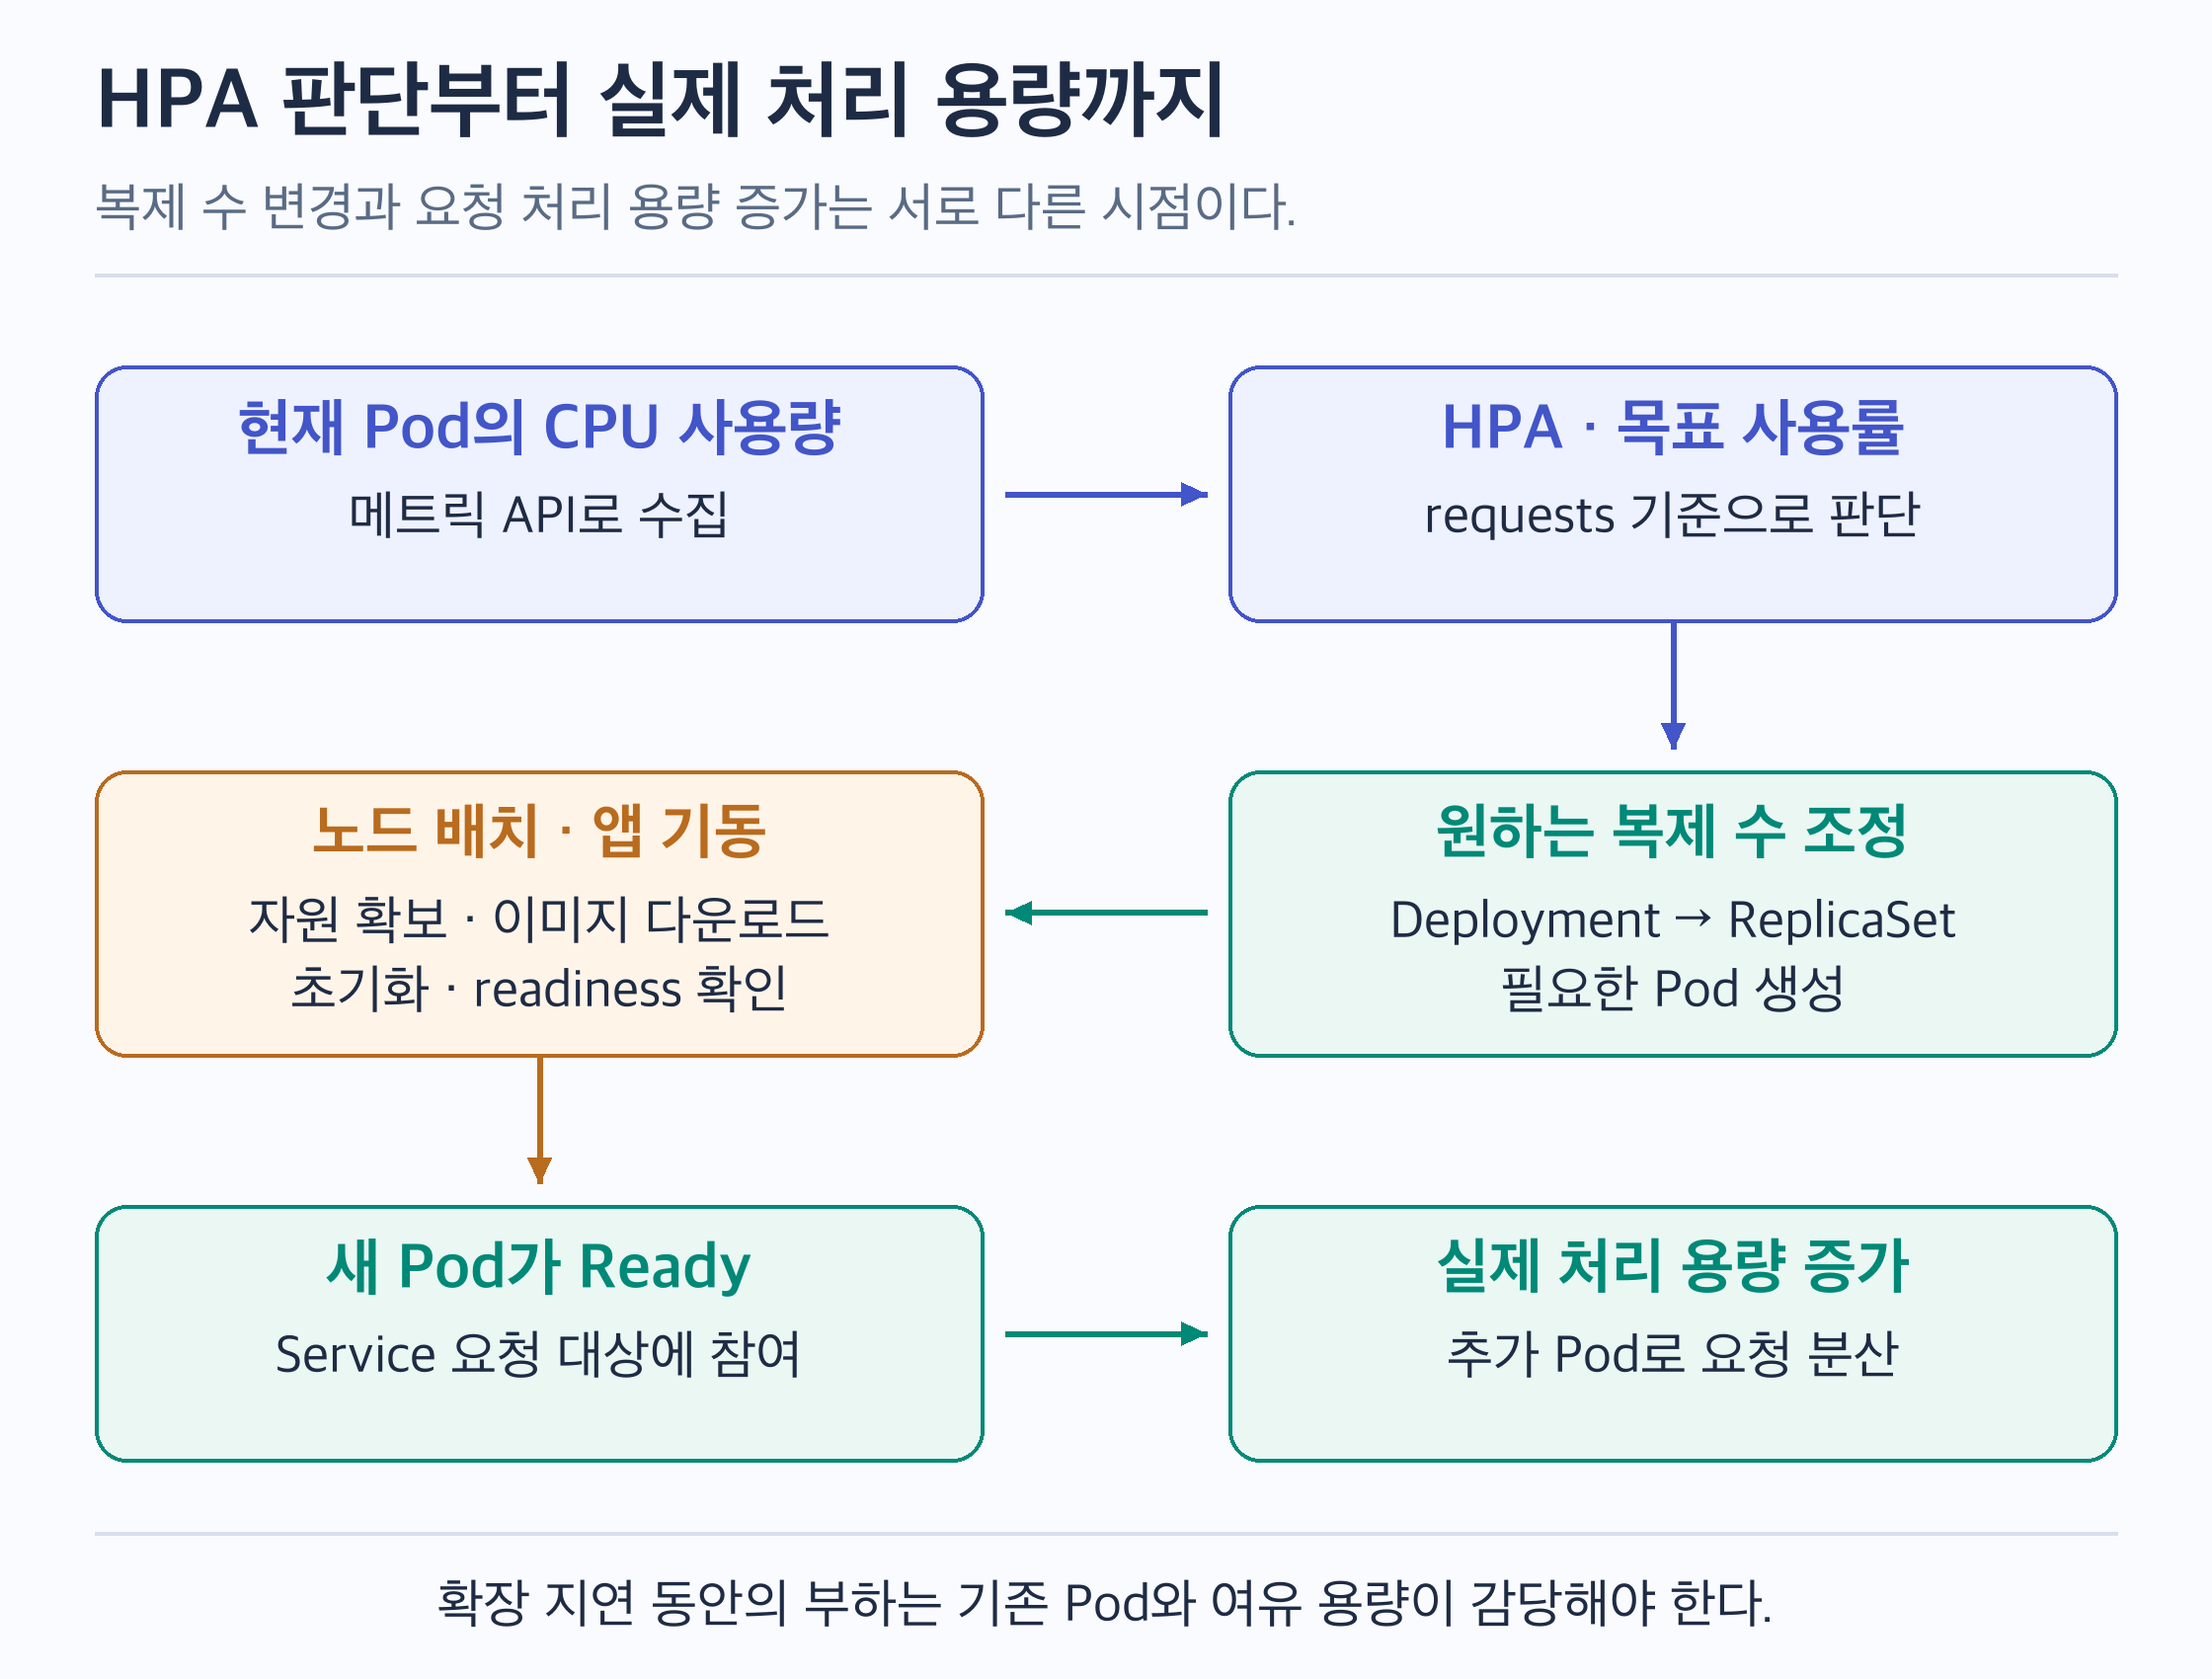 HPA 판단부터 실제 처리 용량까지
복제 수 변경과 요청 처리 용량 증가는 서로 다른 시점이다.
현재 Pod의 CPU 사용량
메트릭 API로 수집
HPA · 목표 사용률
requests 기준으로 판단
원하는 복제 수 조정
Deployment → ReplicaSet
필요한 Pod 생성
노드 배치 · 앱 기동
자원 확보 · 이미지 다운로드
초기화 · readiness 확인
새 Pod가 Ready
Service 요청 대상에 참여
실제 처리 용량 증가
추가 Pod로 요청 분산
확장 지연 동안의 부하는 기존 Pod와 여유 용량이 감당해야 한다.